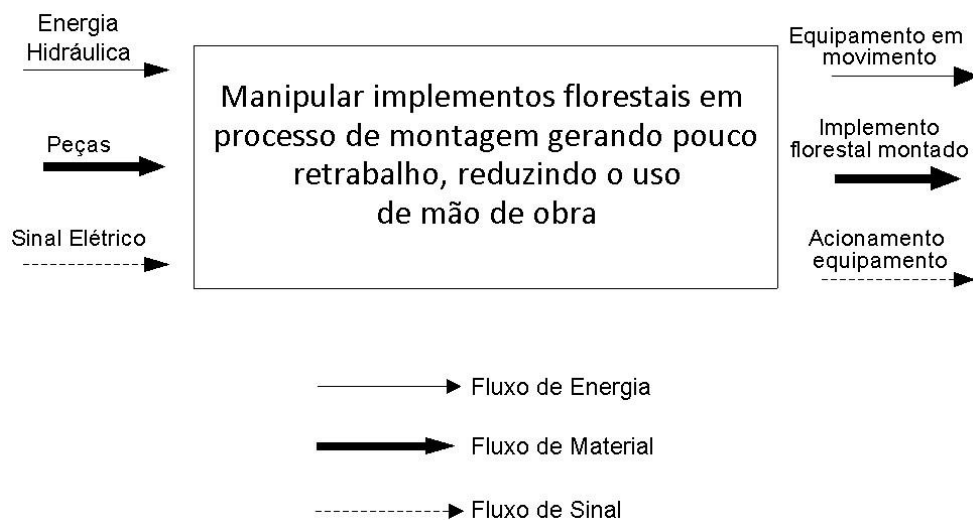 Energia
Hidráulica
Peças
Sinal Elétrico
Manipular implementos florestais em
processo de montagem gerando pouco
retrabalho, reduzindo o uso
de mão de obra
Equipamento em
movimento
Implemento
florestal montado
Acionamento
equipamento
Fluxo de Energia
Fluxo de Material
Fluxo de Sinal